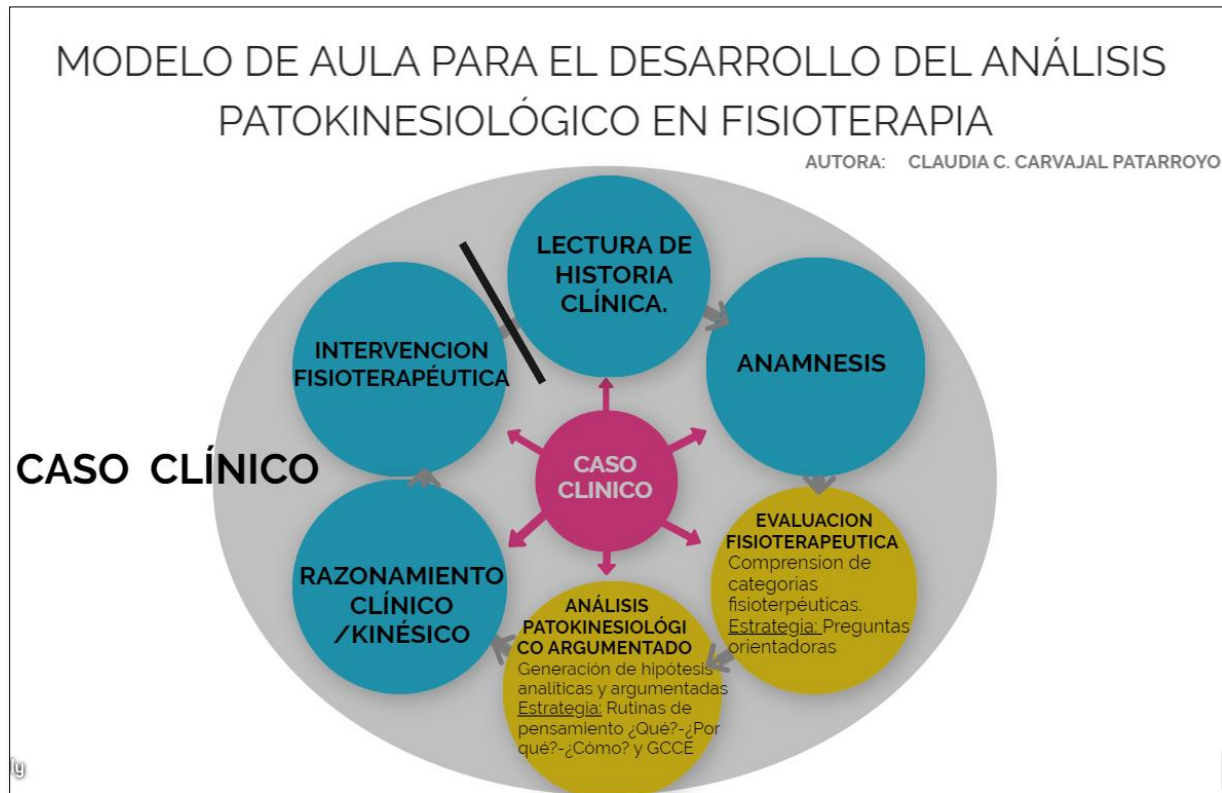 MODELO DE AULA PARA EL DESARROLLO DEL ANÁLISIS
PATOKINESIOLÓGICO EN FISIOTERAPIA
AUTORA: CLAUDIA C. CARVAJAL PATARROYO
LECTURA DE
HISTORIA
CLÍNICA.
ANAMNESIS
EVALUACION
FISIOTERAPEUTICA
Comprension de
categorias
fisioterpéuticas.
Estrategia: Preguntas
orientadoras
ANÁLISIS
PATOKINESIOLÓGI
CO ARGUMENTADO
Generación de hipótesis
analíticas y argumentadas
Estrategia: Rutinas de
pensamiento ¿Qué?-¿Por
qué?-¿Cómo? y GCCE
RAZONAMIENTO
CLÍNICO
/KINÉSICO
INTERVENCION
FISIOTERAPÉUTICA
CASO
CLINICO
CASO CLÍNICO
ly